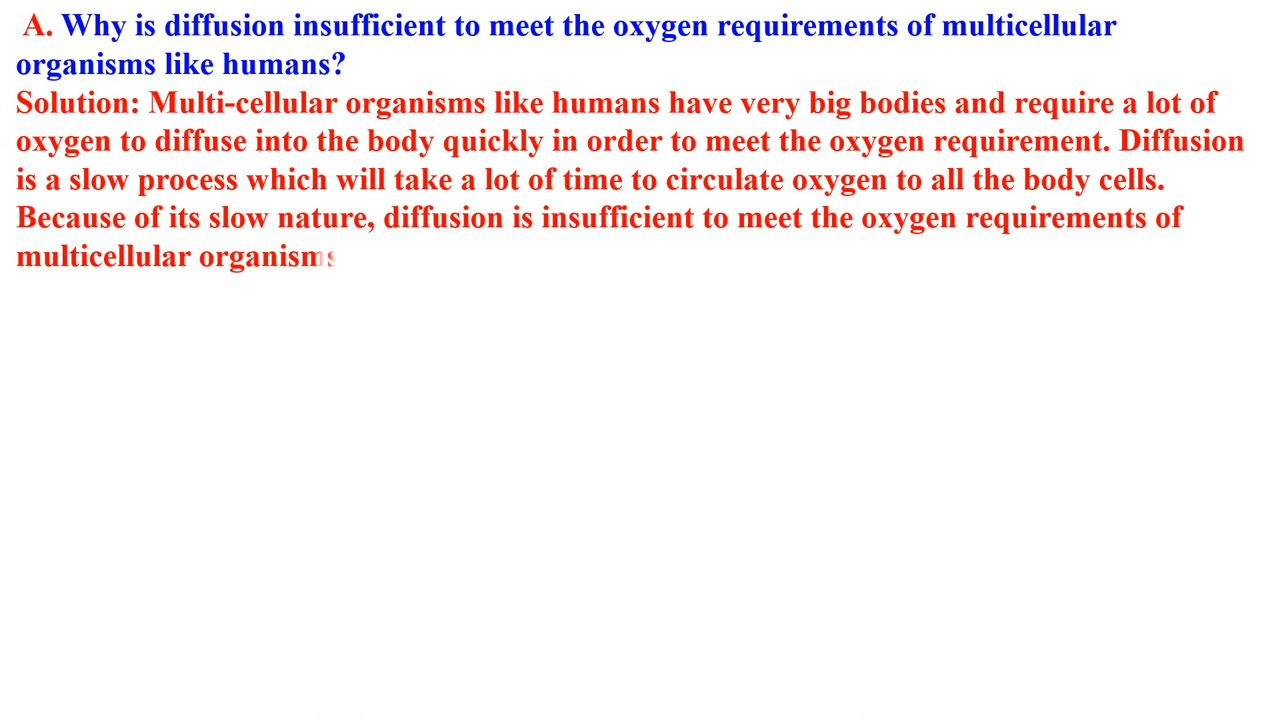 A. Why is diffusion insufficient to meet the oxygen requirements of multicellular
organisms like humans?
Solution: Multi-cellular organisms like humans have very big bodies and require a lot of
oxygen to diffuse into the body quickly in order to meet the oxygen requirement. Diffusion
is a slow process which will take a lot of time to circulate oxygen to all the body cells.
Because of its slow nature, diffusion is insufficient to meet the oxygen requirements of
multicellular organisms